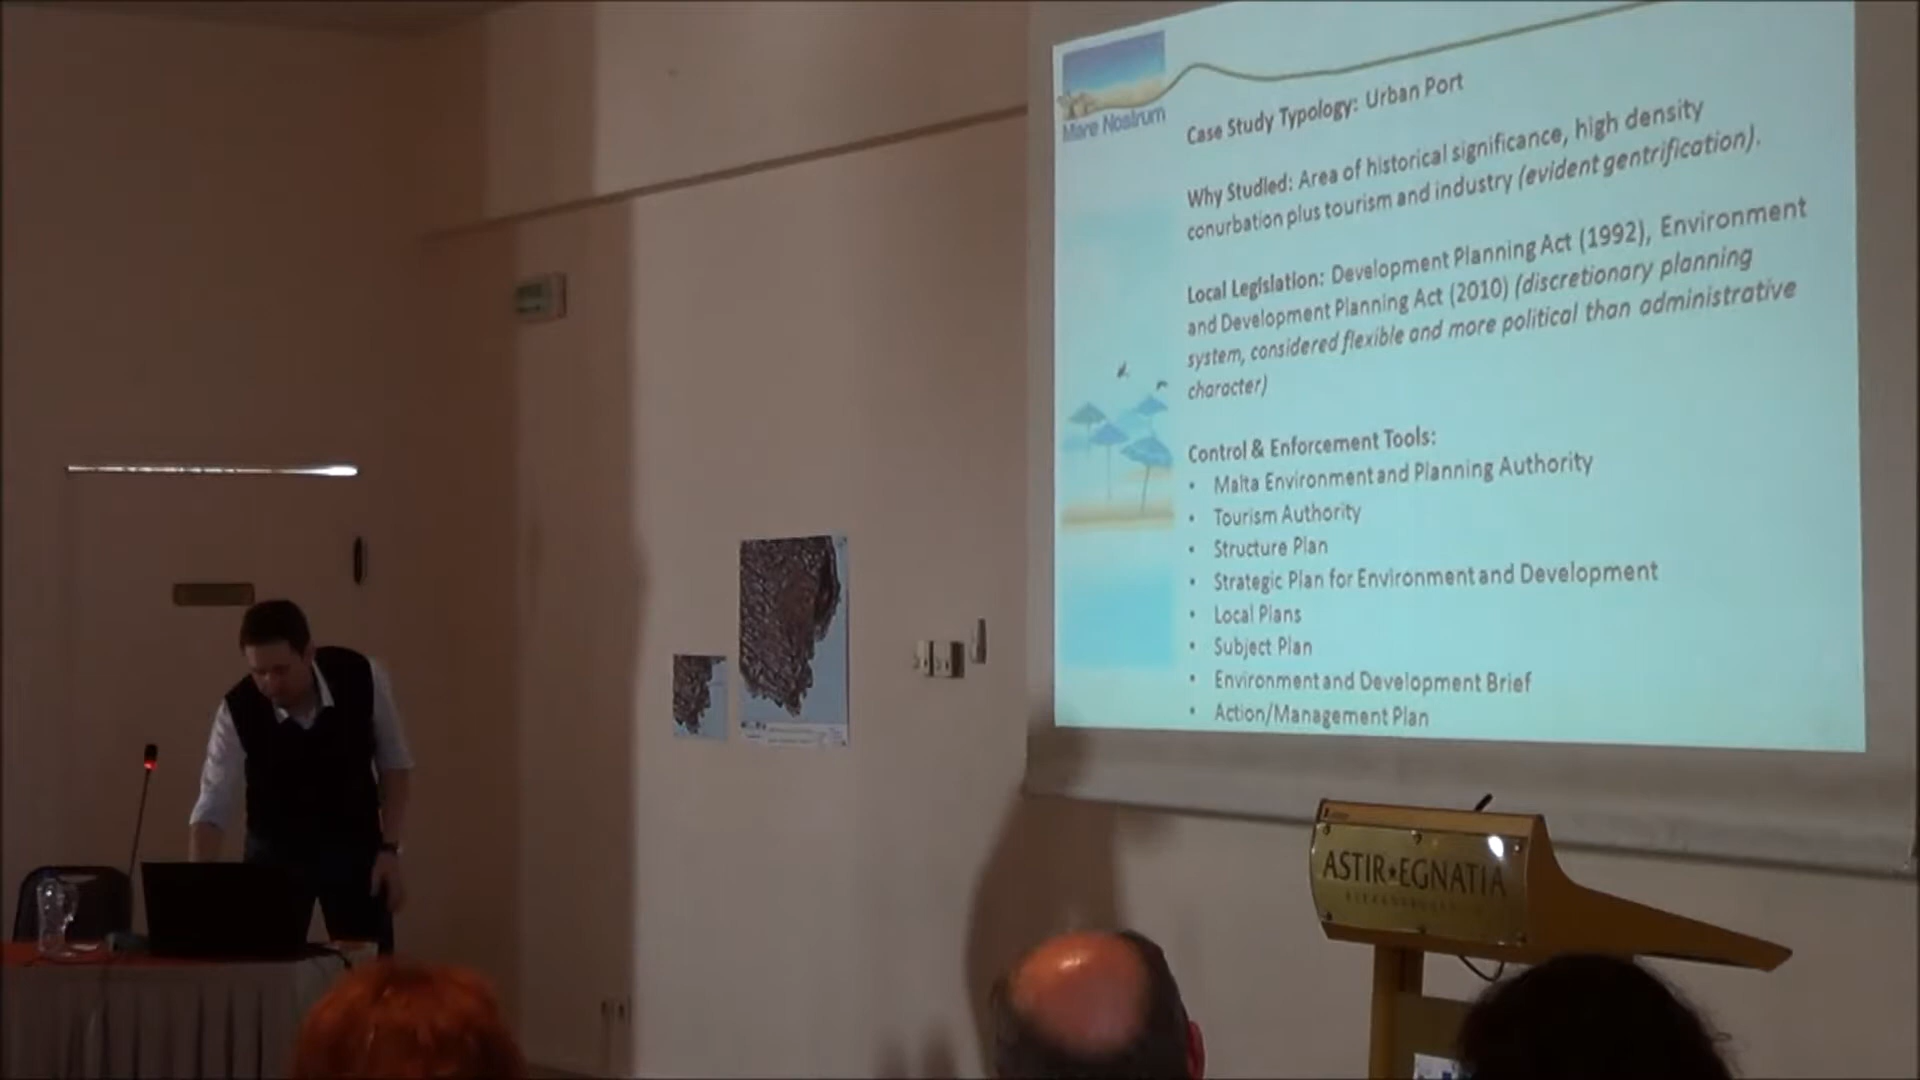 Mare Nostrum
Case Study Typology: Urban Port
Why Studied: Area of historical significance, high density
conurbation plus tourism and industry (evident gentrification).
Local Legislation: Development Planning Act (1992), Environment
and Development Planning Act (2010) (discretionary planning
system, considered flexible and more political than administrative
character)
Control & Enforcement Tools:
• Malta Environment and Planning Authority
• Tourism Authority
• Structure Plan
• Strategic Plan for Environment and Development
• Local Plans
• Subject Plan
• Environment and Development Brief
• Action/Management Plan
ASTIR★EGNATIA